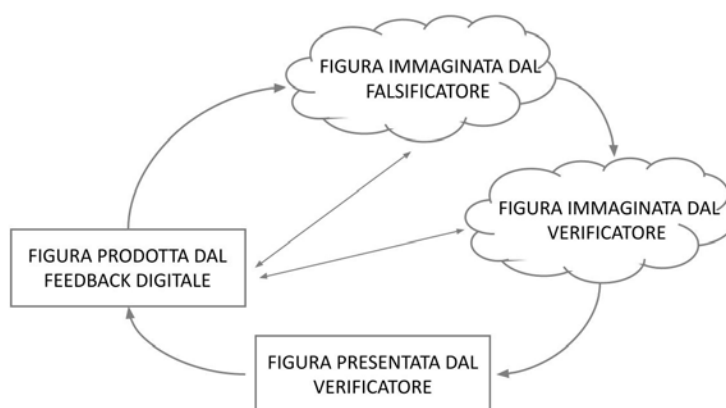 FIGURA IMMAGINATA DAL
FALSIFICATORE
FIGURA IMMAGINATA DAL
VERIFICATORE
FIGURA PRODOTTA DAL
FEEDBACK DIGITALE
FIGURA PRESENTATA DAL
VERIFICATORE